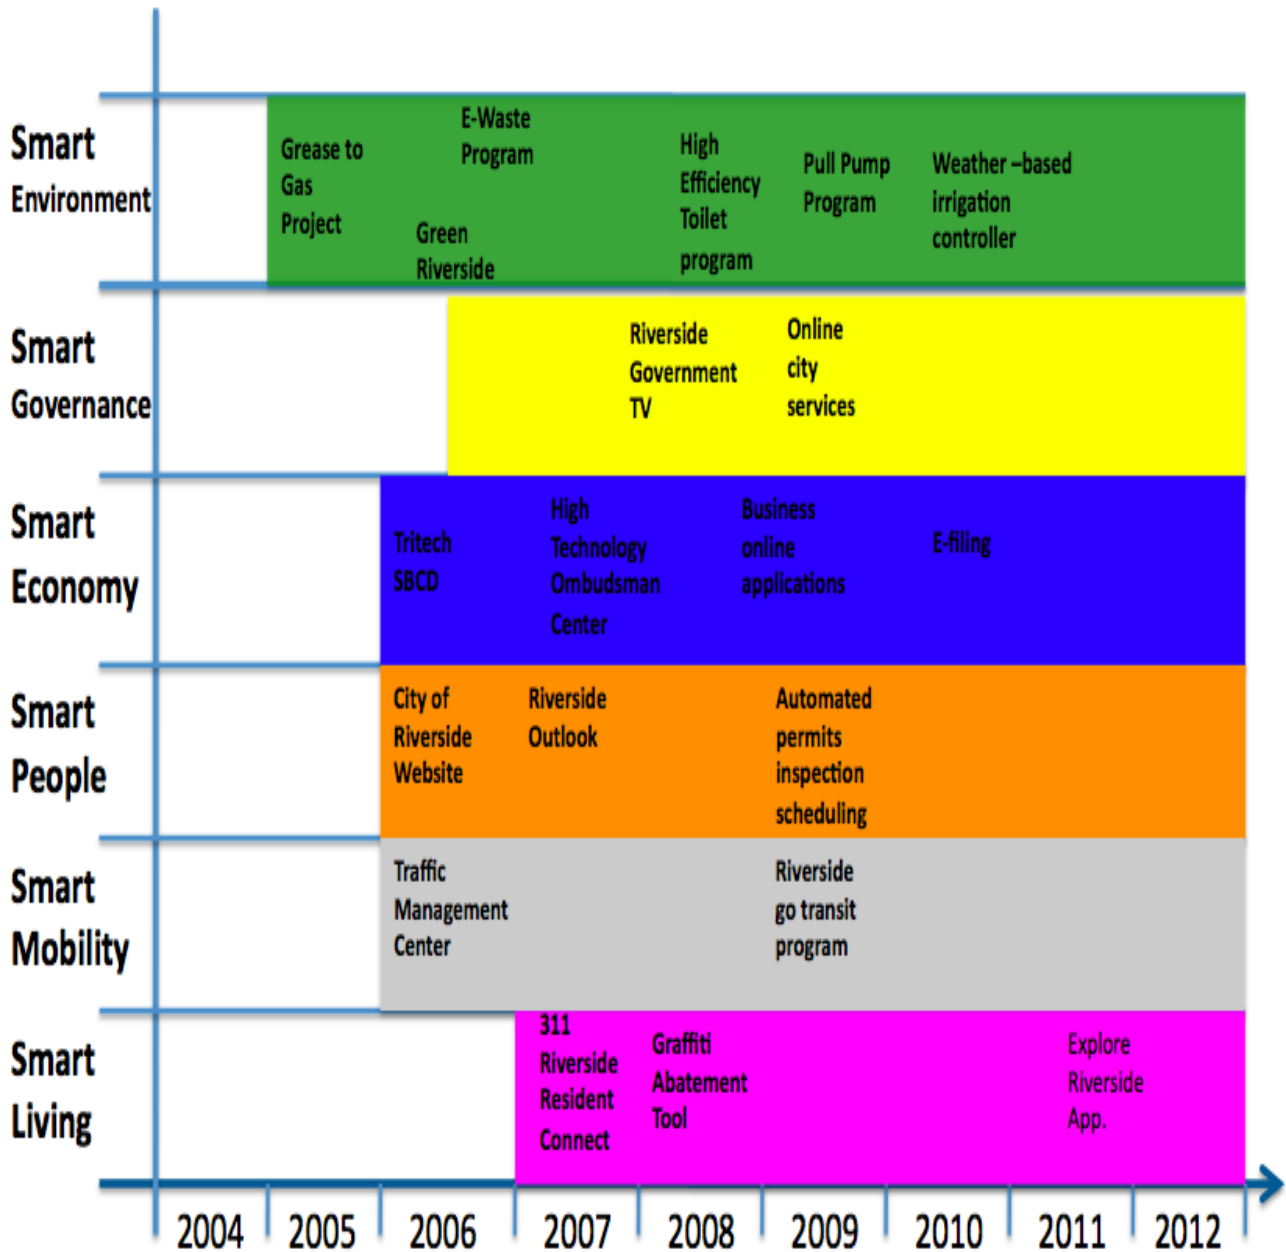 Smart
Environment
Grease to
Gas
Project
E-Waste
Program
Green
Riverside
High
Efficiency
Toilet
program
Pull Pump
Program
Weather –based
irrigation
controller
Smart
Governance
Riverside
Government
TV
Online
city
services
Smart
Economy
Tritech
SBCD
High
Technology
Ombudsman
Center
Business
online
applications
E-filing
Smart
People
City of
Riverside
Website
Riverside
Outlook
Automated
permits
inspection
scheduling
Smart
Mobility
Traffic
Management
Center
Riverside
go transit
program
Smart
Living
311
Riverside
Resident
Connect
Graffiti
Abatement
Tool
Explore
Riverside
App.
2004 2005 2006 2007 2008 2009 2010 2011 2012